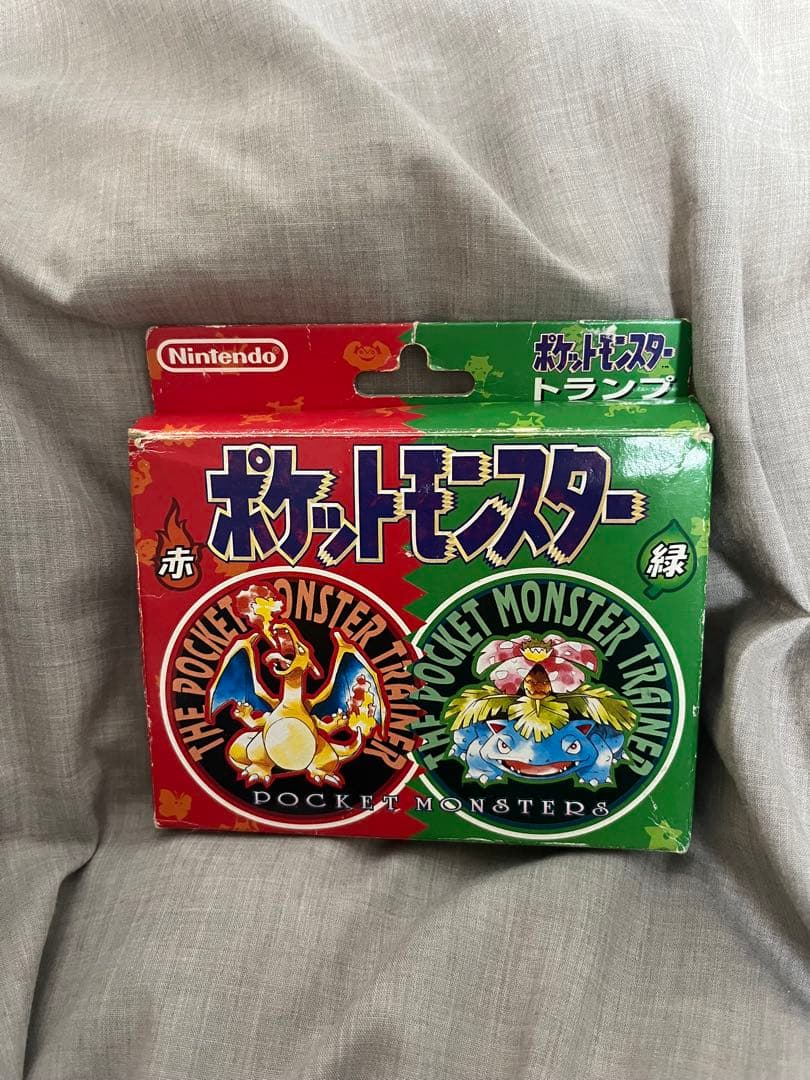 Nintendo®
ポケットモンスター
トランプ
ポケットモンスター
赤
緑
THE POCKET MONSTER TRAINER
THE POCKET MONSTER TRAINER
POCKET MONSTERS